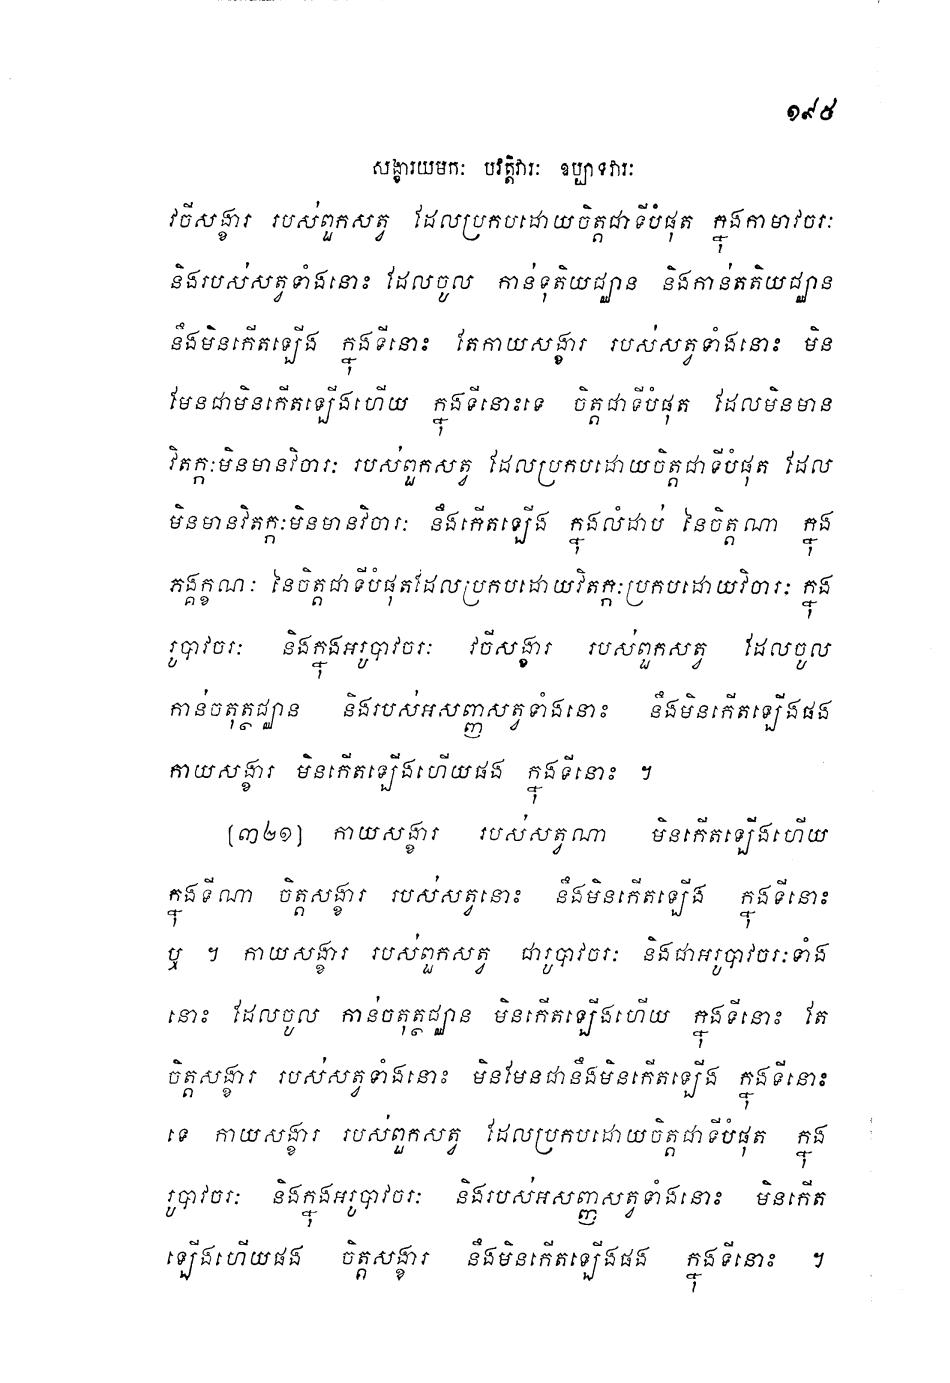 ១៩៥
សង្ខារយមកៈ បវត្តិវារៈ ឧប្បាទវារៈ
វចីសង្ខារ របស់ពួកសត្វ ដែលប្រកបដោយចិត្តជាទីបំផុត ក្នុងកាមាវចរៈ
និងរបស់សត្វទាំងនោះ ដែលចូល កាន់ទុតិយជ្ឈាន និងកាន់តតិយជ្ឈាន
នឹងមិនកើតឡើង ក្នុងទីនោះ តែកាយសង្ខារ របស់សត្វទាំងនោះ មិន
មែនជាមិនកើតឡើងហើយ ក្នុងទីនោះទេ ចិត្តជាទីបំផុត ដែលមិនមាន
វិតក្កៈមិនមានវិចារៈ របស់ពួកសត្វ ដែលប្រកបដោយចិត្តជាទីបំផុត ដែល
មិនមានវិតក្កៈមិនមានវិចារៈ នឹងកើតឡើង ក្នុងលំដាប់ នៃចិត្តណា ក្នុង
ភង្គក្ខណៈ នៃចិត្តជាទីបំផុតដែលប្រកបដោយវិតក្កៈប្រកបដោយវិចារៈ ក្នុង
រូបាវចរៈ និងក្នុងអរូបាវចរៈ វចីសង្ខារ របស់ពួកសត្វ ដែលចូល
កាន់ចតុត្ថជ្ឈាន និងរបស់អសញ្ញសត្វទាំងនោះ នឹងមិនកើតឡើងផង
កាយសង្ខារ មិនកើតឡើងហើយផង ក្នុងទីនោះ ។
(៣២១) កាយសង្ខារ របស់សត្វណា មិនកើតឡើងហើយ
ក្នុងទីណា ចិត្តសង្ខារ របស់សត្វនោះ នឹងមិនកើតឡើង ក្នុងទីនោះ
ឬ ។ កាយសង្ខារ របស់ពួកសត្វ ជារូបាវចរៈ និងជាអរូបាវចរៈទាំង
នោះ ដែលចូល កាន់ចតុត្ថជ្ឈាន មិនកើតឡើងហើយ ក្នុងទីនោះ តែ
ចិត្តសង្ខារ របស់សត្វទាំងនោះ មិនមែនជានឹងមិនកើតឡើង ក្នុងទីនោះ
ទេ កាយសង្ខារ របស់ពួកសត្វ ដែលប្រកបដោយចិត្តជាទីបំផុត ក្នុង
រូបាវចរៈ និងក្នុងអរូបាវចរៈ និងរបស់អសញ្ញសត្វទាំងនោះ មិនកើត
ឡើងហើយផង ចិត្តសង្ខារ នឹងមិនកើតឡើងផង ក្នុងទីនោះ ។